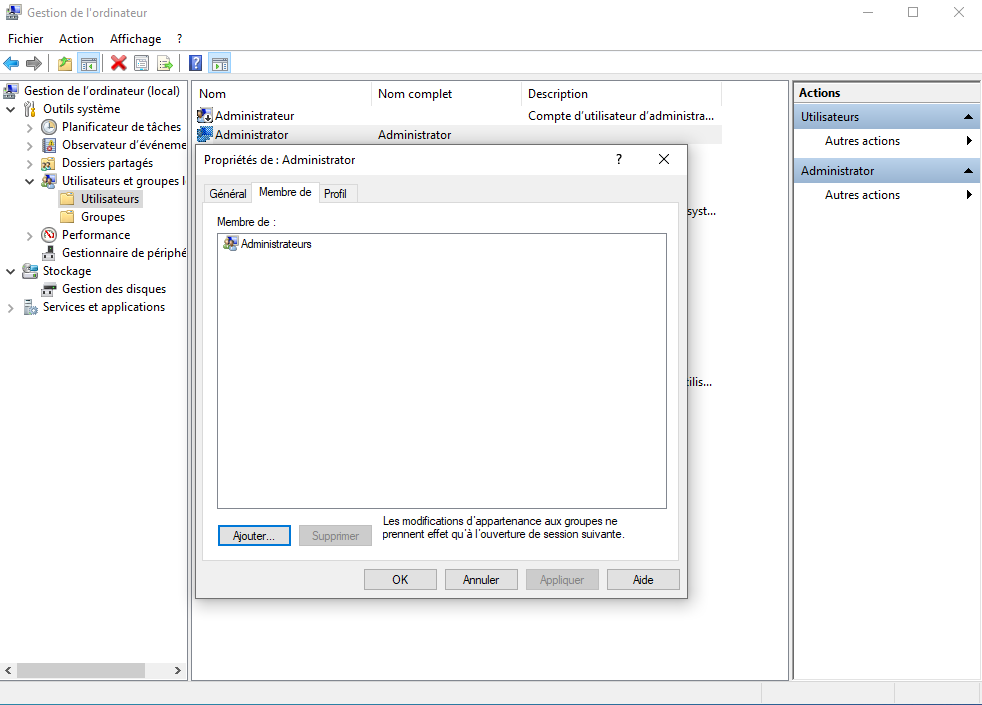 Gestion de l'ordinateur
Fichier Action Affichage ?
Gestion de l'ordinateur (local)
Outils système
Planificateur de tâches
Observateur d'événeme
Dossiers partagés
Utilisateurs et groupes l
Utilisateurs
Groupes
Performance
Gestionnaire de périphé
Stockage
Gestion des disques
Services et applications
Nom Nom complet Description
Administrateur Compte d'utilisateur d'administra...
Administrator Administrator
syst...
ilis...
Propriétés de : Administrator ?
Général Membre de Profil
Membre de :
Administrateurs
Ajouter... Supprimer
Les modifications d'appartenance aux groupes ne
prennent effet qu'à l'ouverture de session suivante.
OK Annuler Appliquer Aide
Actions
Utilisateurs
Autres actions
Administrator
Autres actions